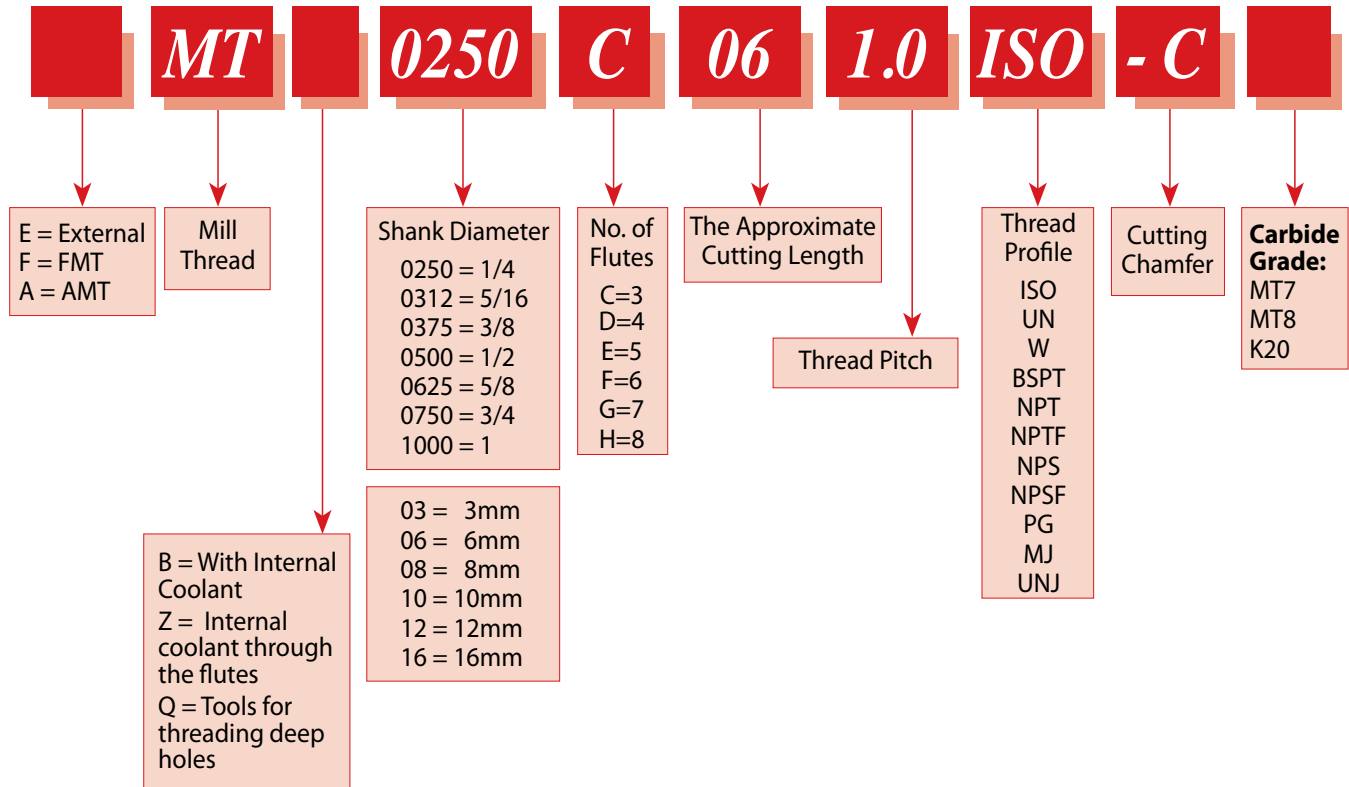 MT 0250 C 06 1.0 ISO - C
E = External
F = FMT
A = AMT
Mill
Thread
B = With Internal
Coolant
Z = Internal
coolant through
the flutes
Q = Tools for
threading deep
holes
Shank Diameter
0250 = 1/4
0312 = 5/16
0375 = 3/8
0500 = 1/2
0625 = 5/8
0750 = 3/4
1000 = 1
03 = 3mm
06 = 6mm
08 = 8mm
10 = 10mm
12 = 12mm
16 = 16mm
No. of
Flutes
C=3
D=4
E=5
F=6
G=7
H=8
The Approximate
Cutting Length
Thread Pitch
Thread
Profile
ISO
UN
W
BSPT
NPT
NPTF
NPS
NPSF
PG
MJ
UNJ
Cutting
Chamfer
Carbide
Grade:
MT7
MT8
K20